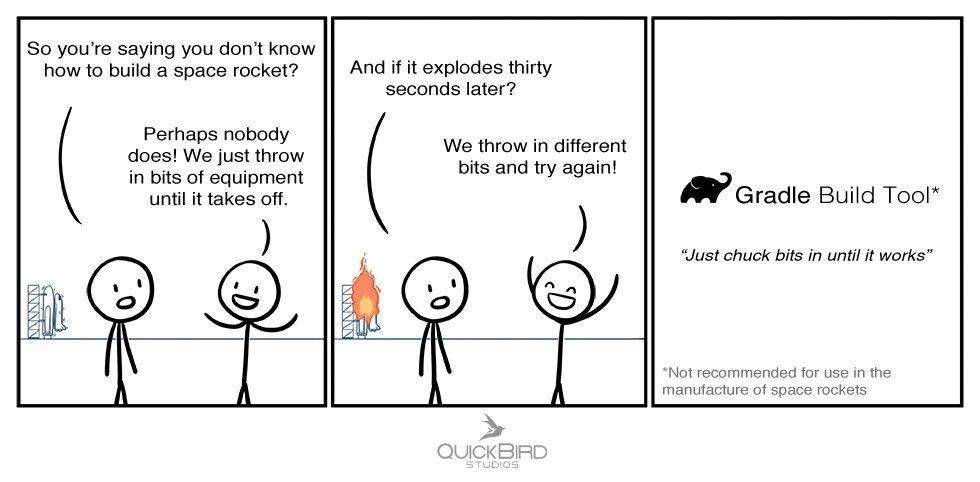 So you’re saying you don’t know
how to build a space rocket?
Perhaps nobody
does! We just throw
in bits of equipment
until it takes off.
And if it explodes thirty
seconds later?
We throw in different
bits and try again!
Gradle Build Tool*
“Just chuck bits in until it works”
*Not recommended for use in the
manufacture of space rockets
QUICKBIRD
STUDIOS